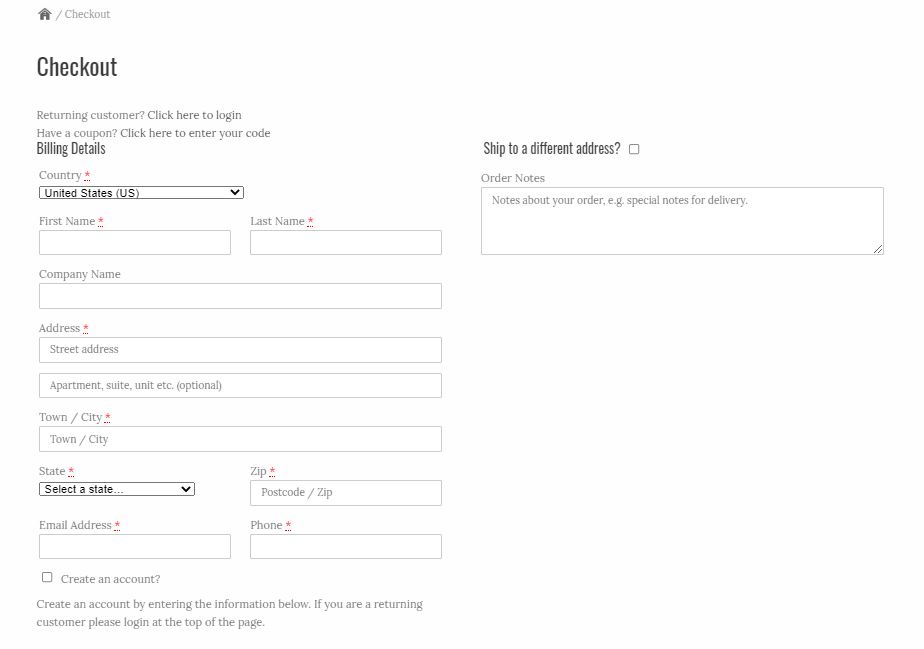 / Checkout
Checkout
Returning customer? Click here to login
Have a coupon? Click here to enter your code
Billing Details
Country *
United States (US)
First Name *
Last Name *
Company Name
Address *
Street address
Apartment, suite, unit etc. (optional)
Town / City *
Town / City
State *
Zip *
Select a state...
Postcode / Zip
Email Address *
Phone *
Create an account?
Create an account by entering the information below. If you are a returning
customer please login at the top of the page.
Ship to a different address?
Order Notes
Notes about your order, e.g. special notes for delivery.